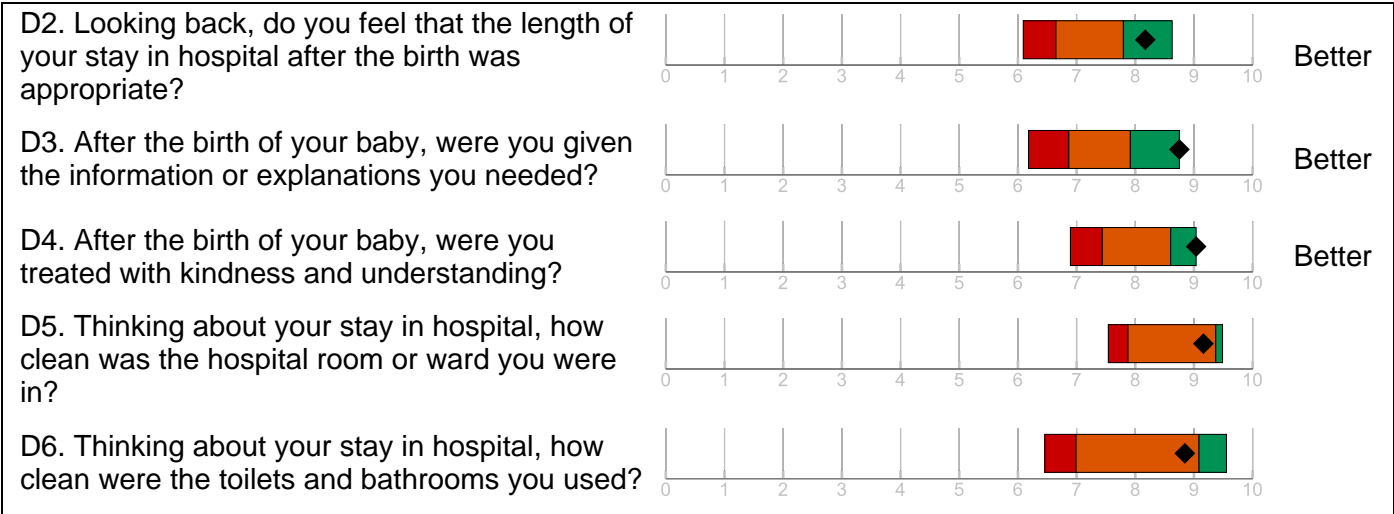 D2. Looking back, do you feel that the length of
your stay in hospital after the birth was
appropriate?
0 1 2 3 4 5 6 7 8 9 10
Better
D3. After the birth of your baby, were you given
the information or explanations you needed?
0 1 2 3 4 5 6 7 8 9 10
Better
D4. After the birth of your baby, were you
treated with kindness and understanding?
0 1 2 3 4 5 6 7 8 9 10
Better
D5. Thinking about your stay in hospital, how
clean was the hospital room or ward you were
in?
0 1 2 3 4 5 6 7 8 9 10
D6. Thinking about your stay in hospital, how
clean were the toilets and bathrooms you used?
0 1 2 3 4 5 6 7 8 9 10